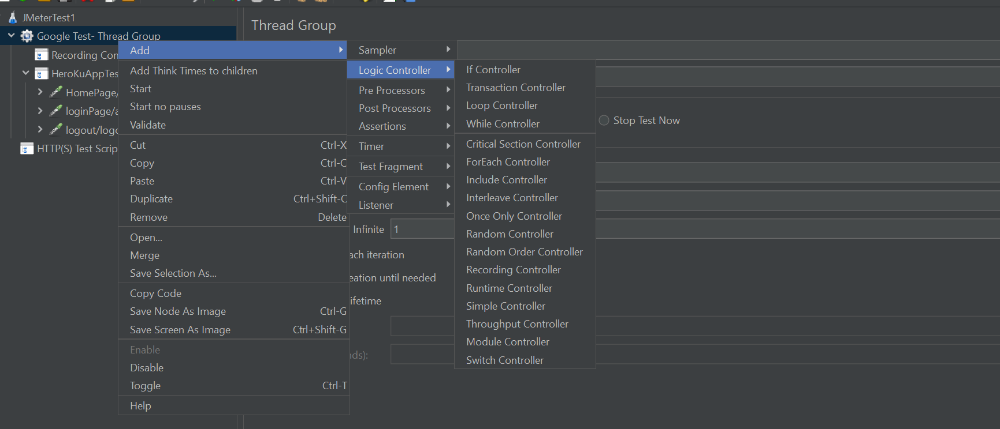 JMeterTest1
Google Test- Thread Group
Recording Con
HeroKuAppTes
HomePage/
loginPage/a
logout/logo
HTTP(S) Test Scrip
Thread Group
Add
Add Think Times to children
Start
Start no pauses
Validate
Cut Ctrl-X
Copy Ctrl-C
Paste Ctrl-V
Duplicate Ctrl+Shift-C
Remove Delete
Open...
Merge
Save Selection As...
Copy Code
Save Node As Image Ctrl-G
Save Screen As Image Ctrl+Shift-G
Enable
Disable
Toggle Ctrl-T
Help
Sampler
Logic Controller
Pre Processors
Post Processors
Assertions
Timer
Test Fragment
Config Element
Listener
If Controller
Transaction Controller
Loop Controller
While Controller
Critical Section Controller
ForEach Controller
Include Controller
Interleave Controller
Once Only Controller
Random Controller
Random Order Controller
Recording Controller
Runtime Controller
Simple Controller
Throughput Controller
Module Controller
Switch Controller
Stop Test Now
Infinite 1
ach iteration
eation until needed
ifetime
nds):